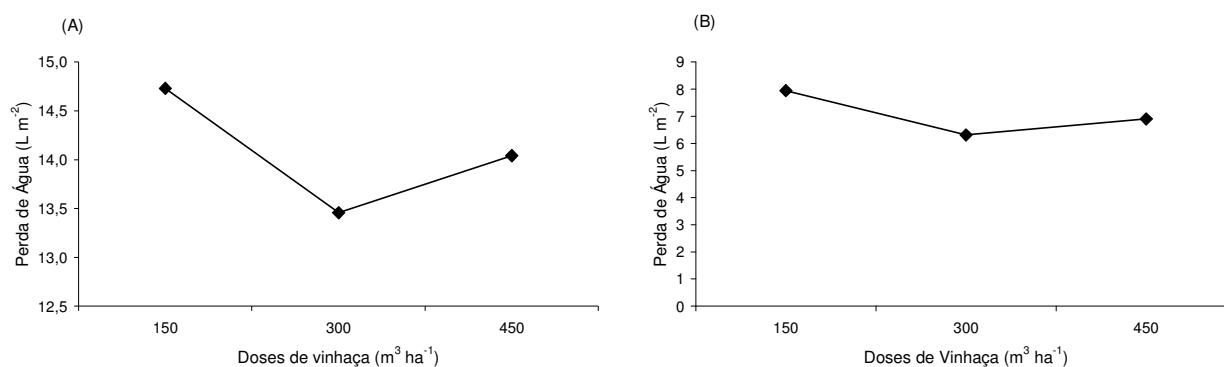 (A)
15,0
14,5
14,0
13,5
13,0
12,5
Perda de Água (L m⁻²)
150 300 450
Doses de vinhaça (m³ ha⁻¹)
(B)
9
8
7
6
5
4
3
2
1
0
Perda de Água (L m⁻²)
150 300 450
Doses de Vinhaça (m³ ha⁻¹)